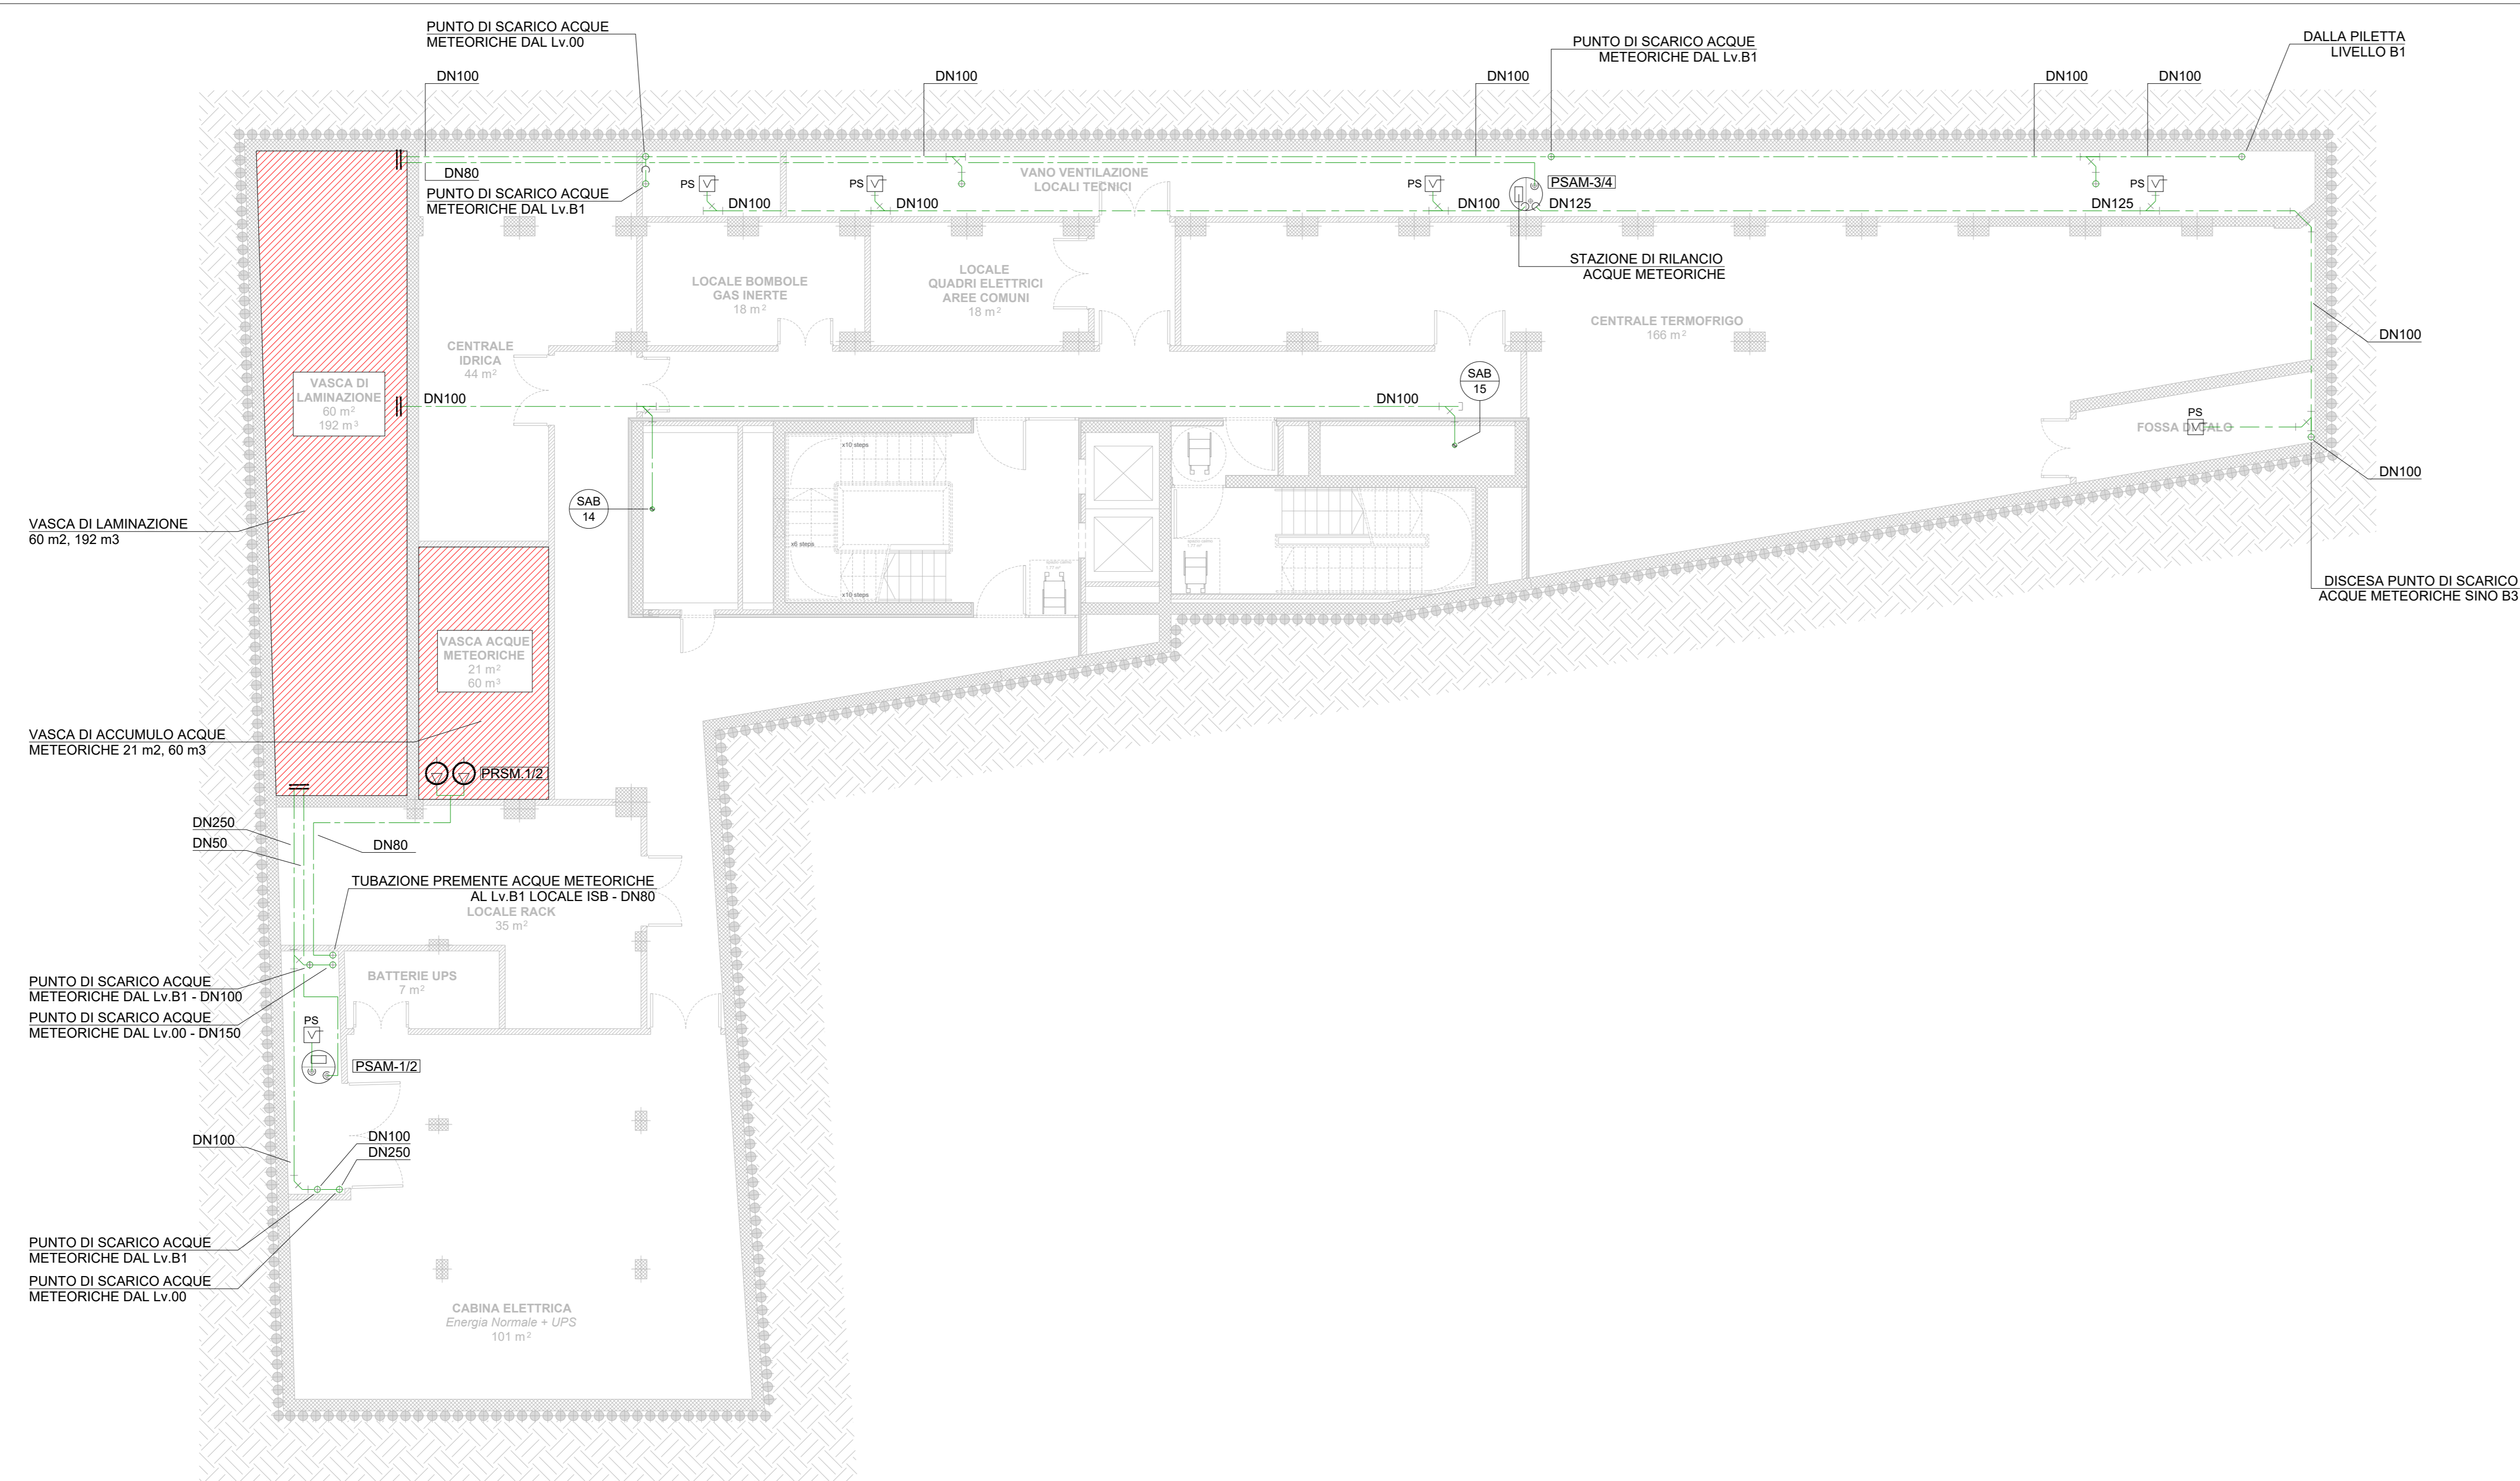 PUNTO DI SCARICO ACQUE
METEORICHE DAL Lv.00
PUNTO DI SCARICO ACQUE
METEORICHE DAL Lv.B1
DALLA PILETTA
LIVELLO B1
DN100
DN100
DN100
DN100
DN100
DN80
PUNTO DI SCARICO ACQUE
METEORICHE DAL Lv.B1
PS
PS
VANO VENTILAZIONE
LOCALI TECNICI
PS
PSAM-3/4
PS
DN100
DN100
DN100
DN125
DN125
STAZIONE DI RILANCIO
ACQUE METEORICHE
LOCALE BOMBOLE
GAS INERTE
18 m²
LOCALE
QUADRI ELETTRICI
AREE COMUNI
18 m²
CENTRALE TERMOFRIGO
166 m²
DN100
CENTRALE
IDRICA
44 m²
VASCA DI
LAMINAZIONE
60 m²
192 m³
DN100
DN100
SAB
15
PS
FOSSA DI CALO
DN100
x10 steps
SAB
14
x6 steps
x10 steps
VASCA DI LAMINAZIONE
60 m2, 192 m3
DISCESA PUNTO DI SCARICO
ACQUE METEORICHE SINO B3
VASCA ACQUE
METEORICHE
21 m²
60 m³
VASCA DI ACCUMULO ACQUE
METEORICHE 21 m2, 60 m3
PRSM.1/2
DN250
DN50
DN80
TUBAZIONE PREMENTE ACQUE METEORICHE
AL Lv.B1 LOCALE ISB - DN80
LOCALE RACK
35 m²
BATTERIE UPS
7 m²
PUNTO DI SCARICO ACQUE
METEORICHE DAL Lv.B1 - DN100
PUNTO DI SCARICO ACQUE
METEORICHE DAL Lv.00 - DN150
PS
PSAM-1/2
DN100
DN100
DN250
PUNTO DI SCARICO ACQUE
METEORICHE DAL Lv.B1
PUNTO DI SCARICO ACQUE
METEORICHE DAL Lv.00
CABINA ELETTRICA
Energia Normale + UPS
101 m²